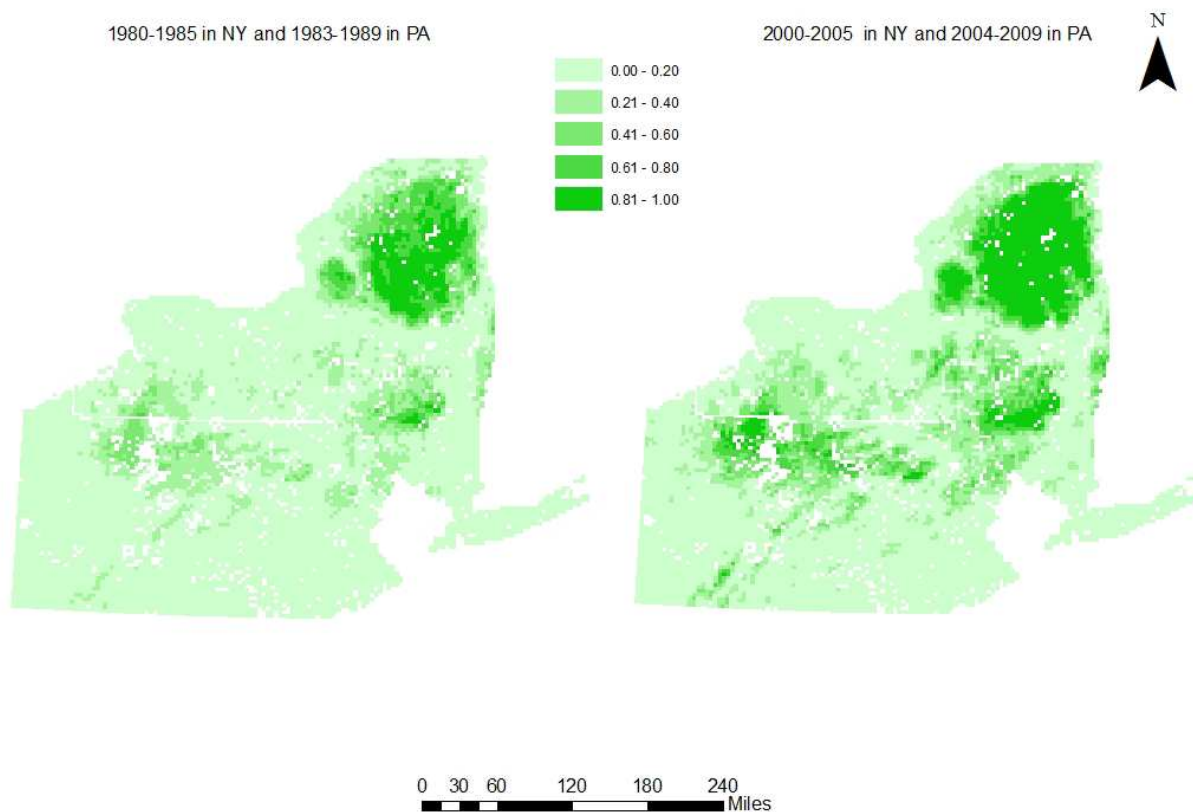 1980-1985 in NY and 1983-1989 in PA
2000-2005 in NY and 2004-2009 in PA
N
0.00 - 0.20
0.21 - 0.40
0.41 - 0.60
0.61 - 0.80
0.81 - 1.00
0 30 60 120 180 240
Miles